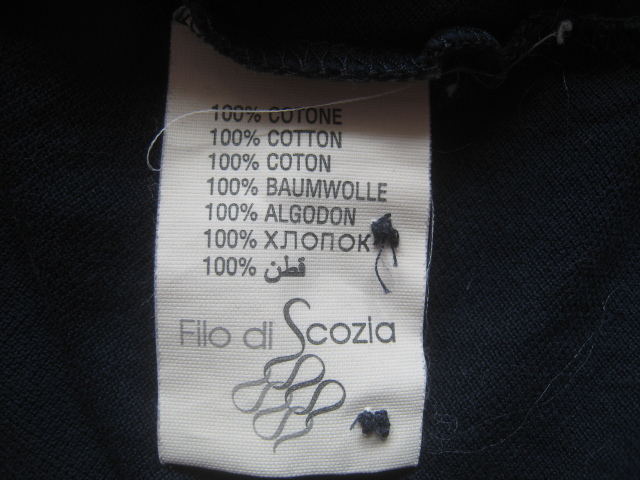 100% COTONE
100% COTTON
100% COTON
100% BAUMWOLLE
100% ALGODON
100% ХЛОПОК
100% قطن
Filo di Scozia